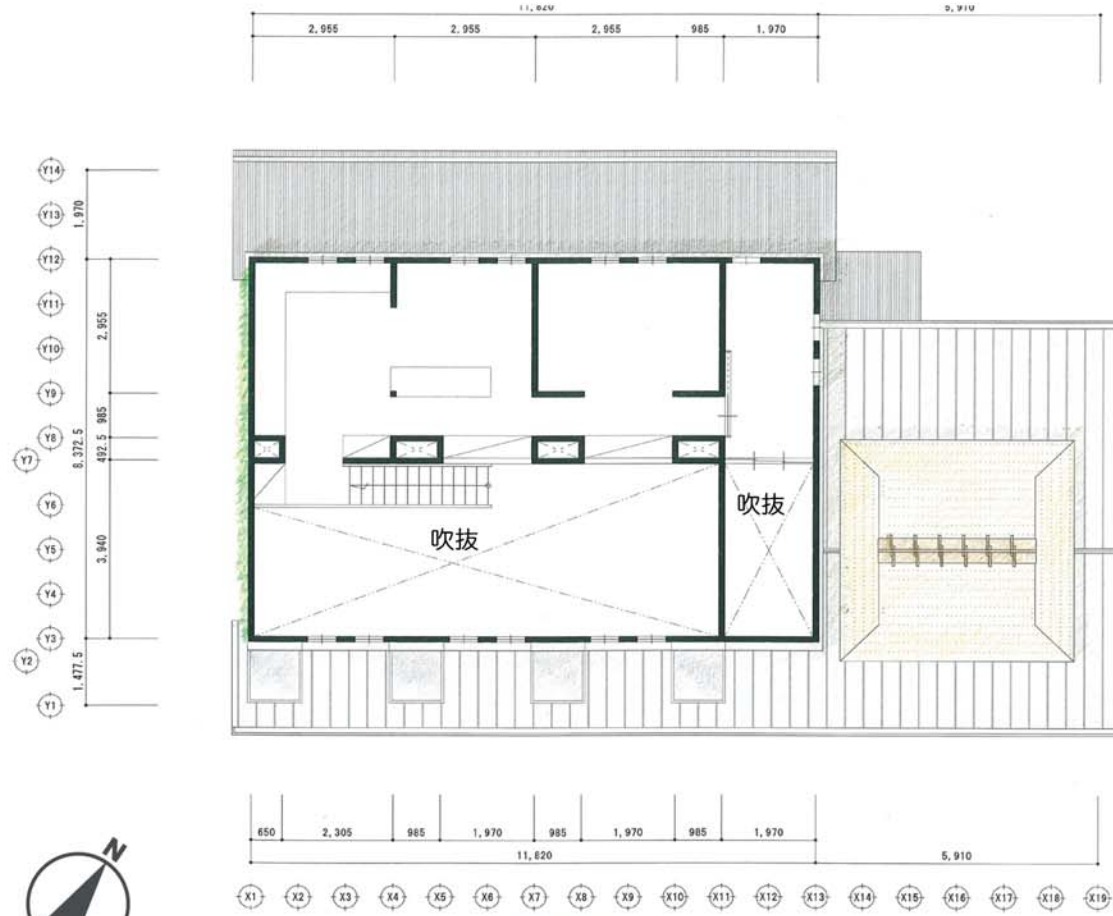 11,820
5,910
2,955
2,955
2,955
985
1,970
Y14
Y13
Y12
Y11
Y10
Y9
Y8
Y7
Y6
Y5
Y4
Y3
Y2
Y1
1,970
2,955
985
492.5
8,372.5
3,940
1,477.5
吹抜
吹抜
650
2,305
985
1,970
985
1,970
985
1,970
11,820
5,910
N
X1 X2 X3 X4 X5 X6 X7 X8 X9 X10 X11 X12 X13 X14 X15 X16 X17 X18 X19